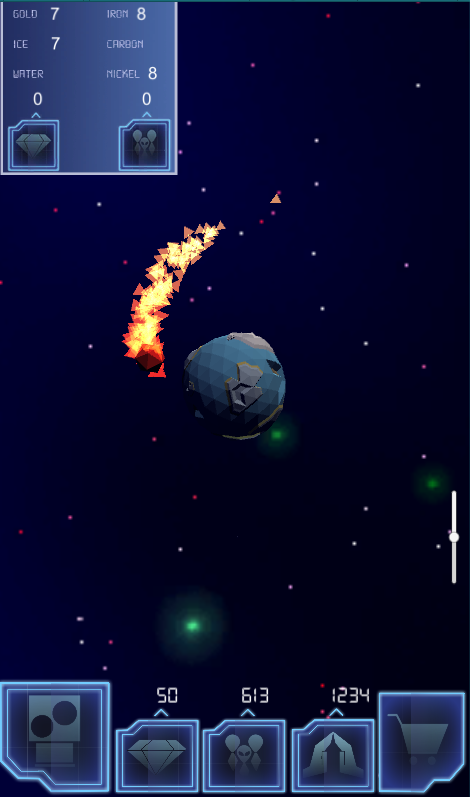 GOLD 7 IRON 8
ICE 7 CARBON
WATER NICKEL 8
0 0
50 613 1234